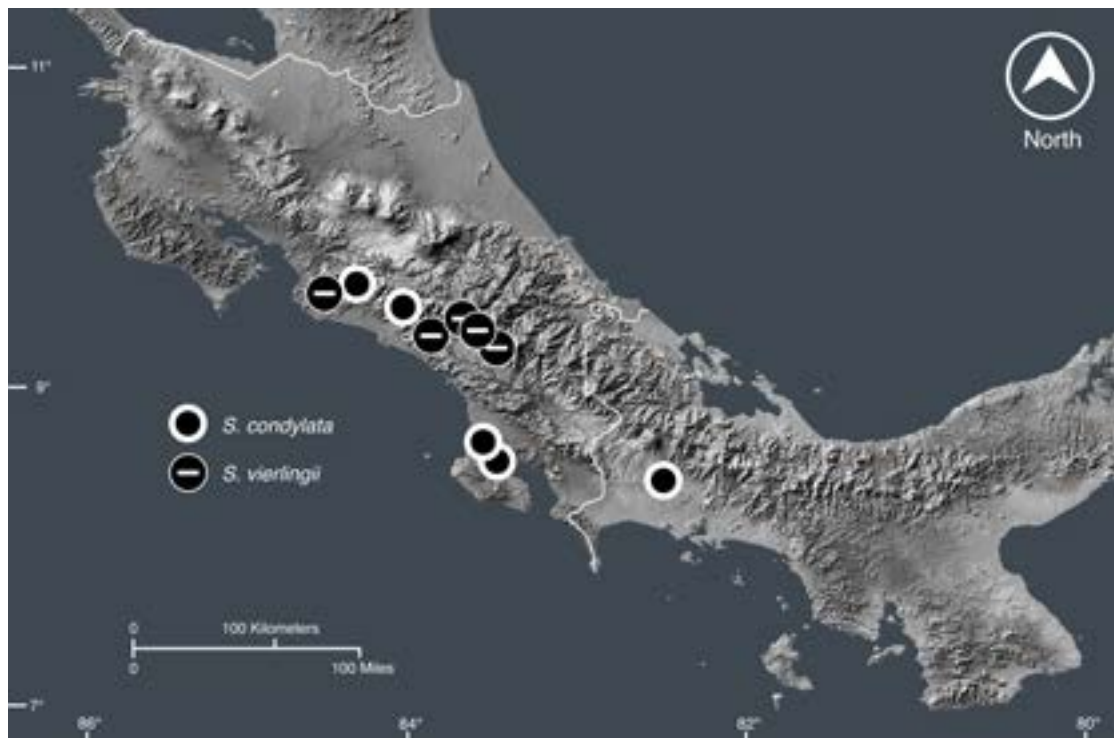 11°
North
9°
S. condylata
S. vierlingii
0 100 Kilometers
0 100 Miles
7°
86° 84° 82° 80°